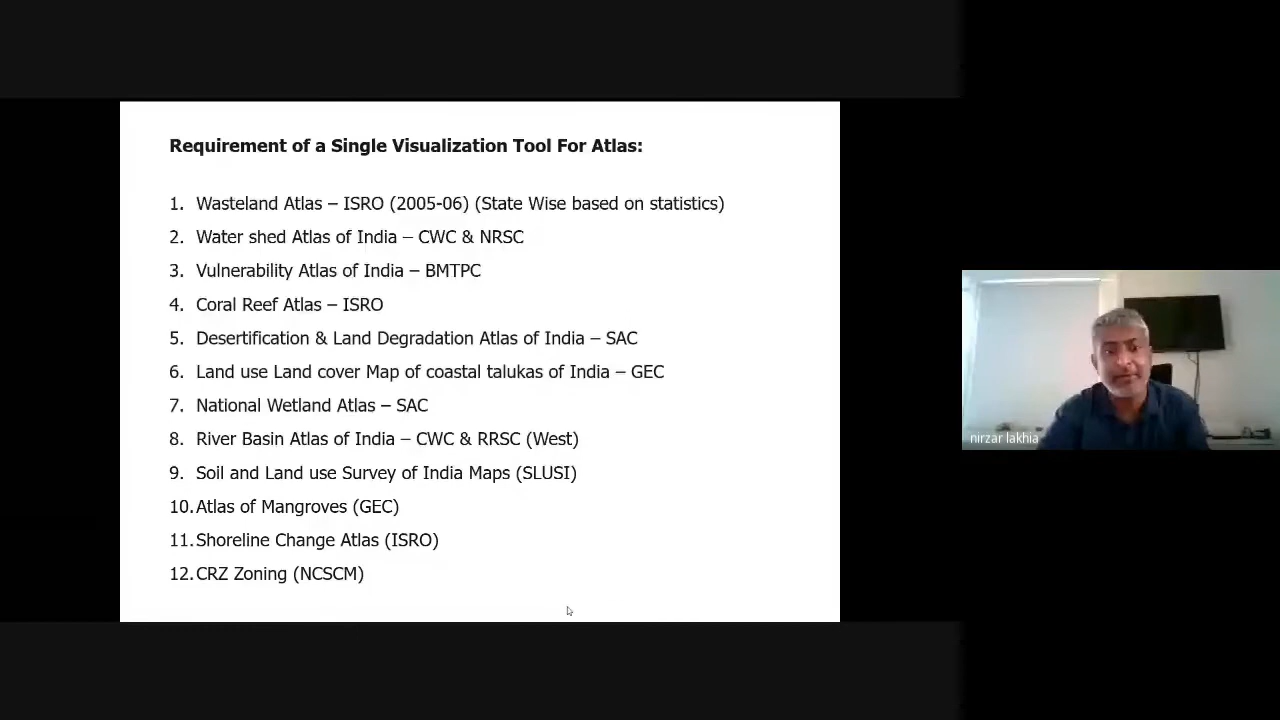 Requirement of a Single Visualization Tool For Atlas:
1. Wasteland Atlas – ISRO (2005-06) (State Wise based on statistics)
2. Water shed Atlas of India – CWC & NRSC
3. Vulnerability Atlas of India – BMTPC
4. Coral Reef Atlas – ISRO
5. Desertification & Land Degradation Atlas of India – SAC
6. Land use Land cover Map of coastal talukas of India – GEC
7. National Wetland Atlas – SAC
8. River Basin Atlas of India – CWC & RRSC (West)
9. Soil and Land use Survey of India Maps (SLUSI)
10. Atlas of Mangroves (GEC)
11. Shoreline Change Atlas (ISRO)
12. CRZ Zoning (NCSCM)
nirzar lakhia